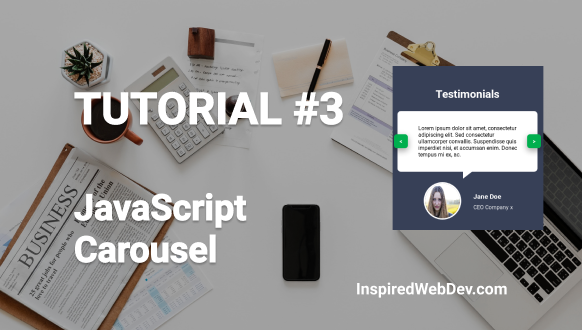 TUTORIAL #3
JavaScript
Carousel
Testimonials
Lorem ipsum dolor sit amet, consectetur
adipiscing elit. Sed consectetur
ullamcorper convallis. Suspendisse quis
imperdiet nisi, et accumsan enim. Donec
tempus mi ex, ac.
Jane Doe
CEO Company x
InspiredWebDev.com
BUSINESS